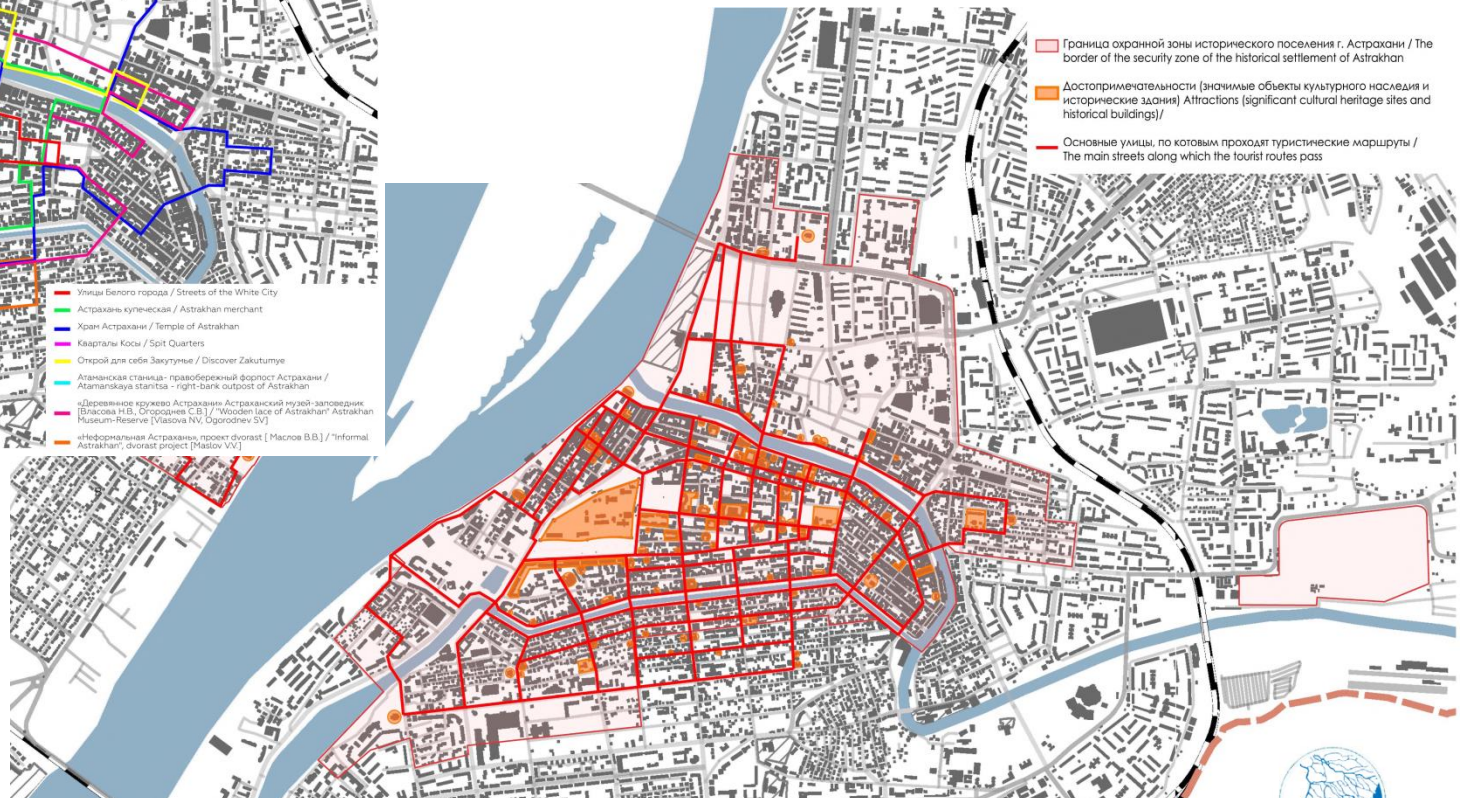 Граница охранной зоны исторического поселения г. Астрахани / The
border of the security zone of the historical settlement of Astrakhan
Достопримечательности (значимые объекты культурного наследия и
исторические здания) Attractions (significant cultural heritage sites and
historical buildings)/
Основные улицы, по котовым проходят туристические маршруты /
The main streets along which the tourist routes pass
Улицы Белого города / Streets of the White City
Астрахань купеческая / Astrakhan merchant
Храм Астрахани / Temple of Astrakhan
Кварталы Косы / Spit Quarters
Открой для себя Закутумье / Discover Zakutumye
Атаманская станица- правобережный форпост Астрахани /
Atamanskaya stanitsa - right-bank outpost of Astrakhan
«Деревянное кружево Астрахани» Астраханский музей-заповедник
[Власова Н.В., Огороднев С.В.] / "Wooden lace of Astrakhan" Astrakhan
Museum-Reserve [Vlasova NV, Ogorodnev SV]
«Неформальная Астрахань», проект dvorast [ Маслов В.В.] / "Informal
Astrakhan", dvorast project [Maslov V.V.]